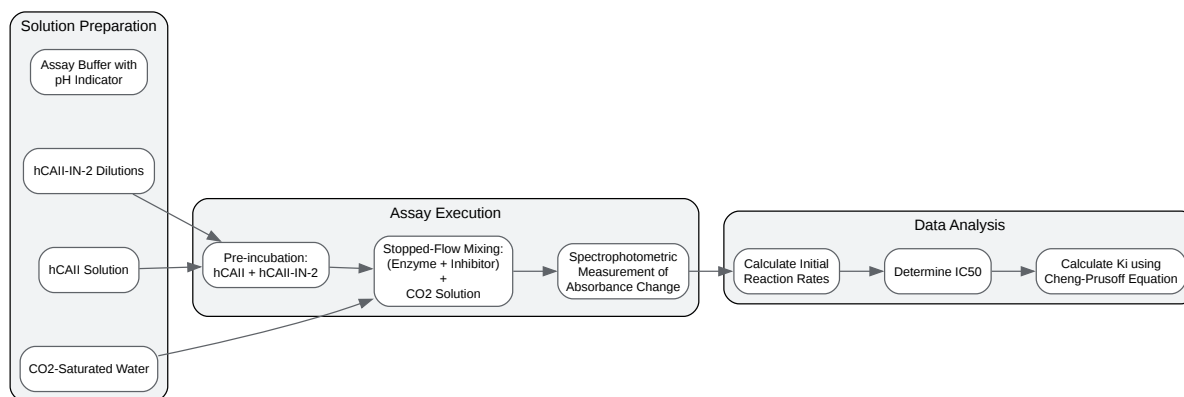 Solution Preparation
Assay Buffer with
pH Indicator
hCAII-IN-2 Dilutions
hCAII Solution
CO2-Saturated Water
Assay Execution
Pre-incubation:
hCAII + hCAII-IN-2
Stopped-Flow Mixing:
(Enzyme + Inhibitor)
+
CO2 Solution
Spectrophotometric
Measurement of
Absorbance Change
Data Analysis
Calculate Initial
Reaction Rates
Determine IC50
Calculate Ki using
Cheng-Prusoff Equation